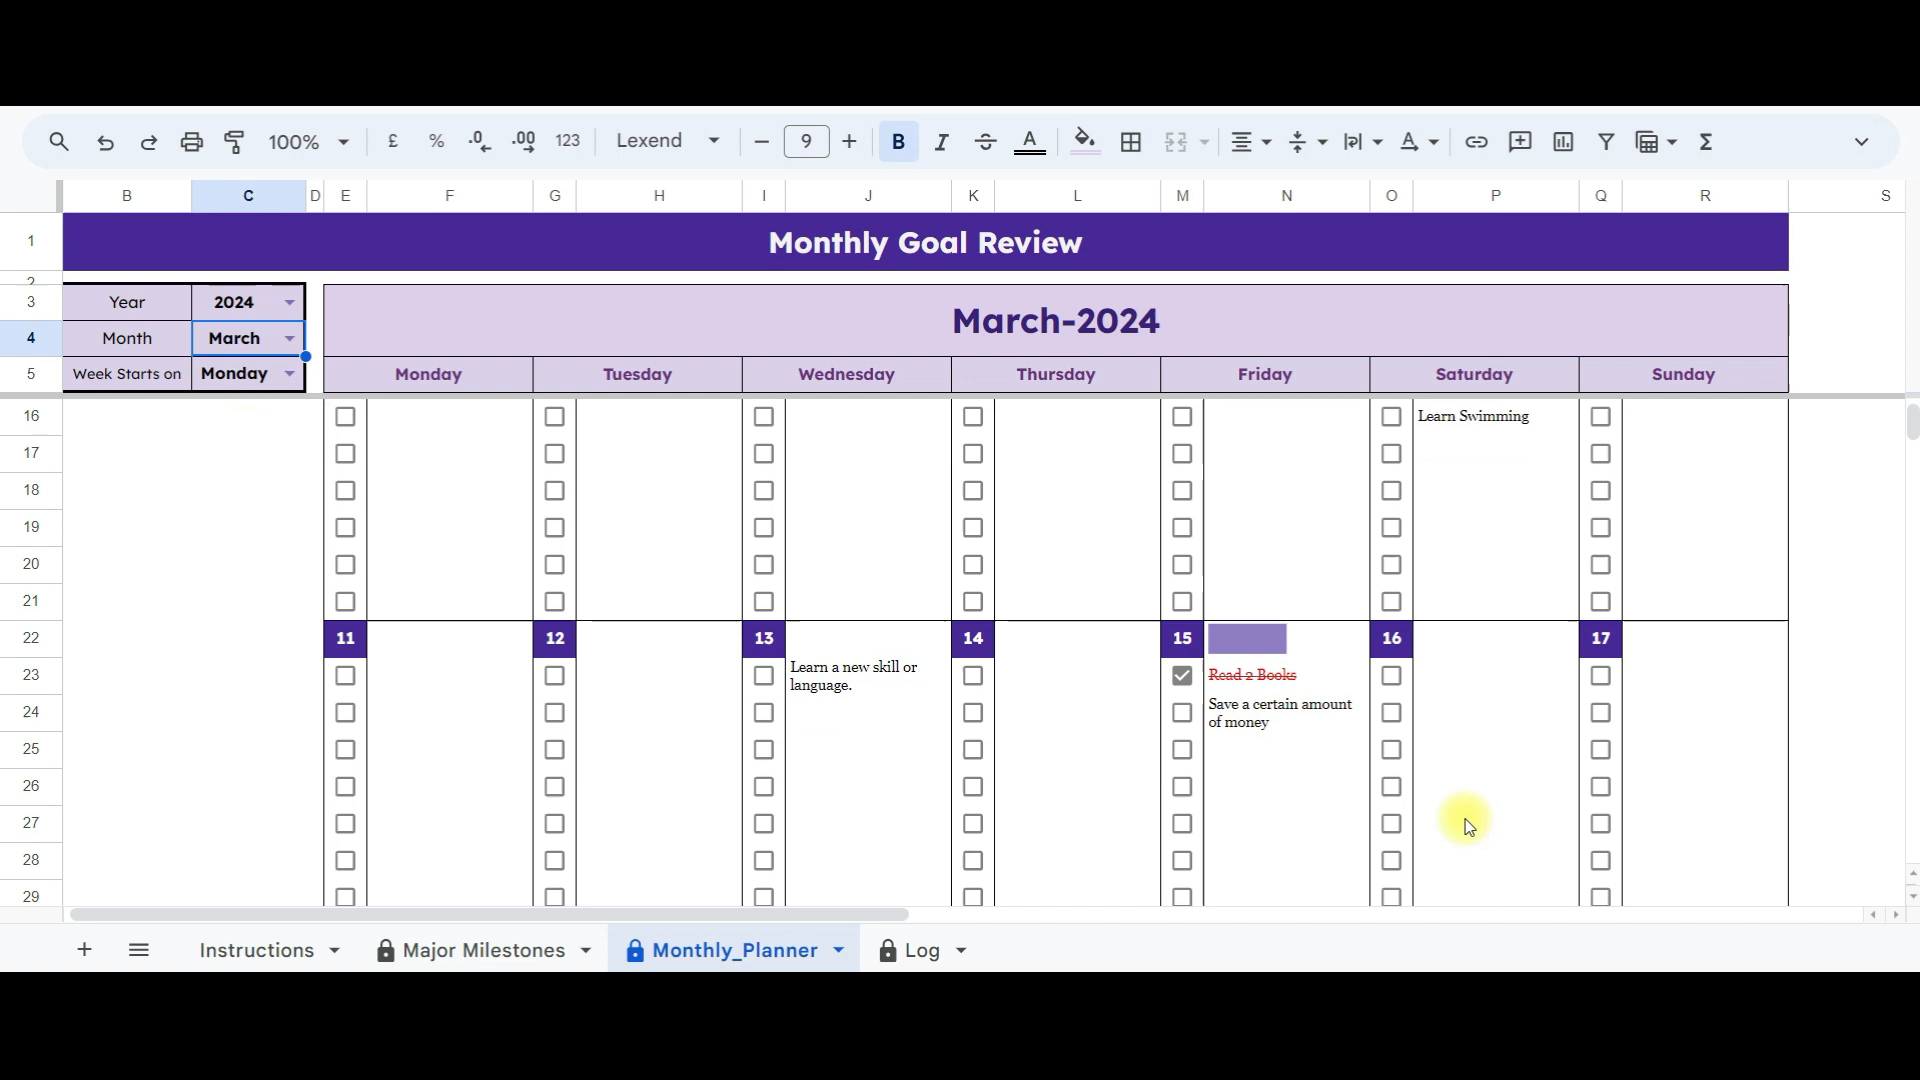 100% £ % .0 .00 123 Lexend 9 B I S A A Σ
B C D E F G H I J K L M N O P Q R S
1 Monthly Goal Review
2
3 Year 2024 March-2024
4 Month March
5 Week Starts on Monday Monday Tuesday Wednesday Thursday Friday Saturday Sunday
16 Learn Swimming
17
18
19
20
21
22 11 12 13 14 15 16 17
23 Learn a new skill or Read 2 Books
language.
24 Save a certain amount
of money
25
26
27
28
29
Instructions Major Milestones Monthly_Planner Log